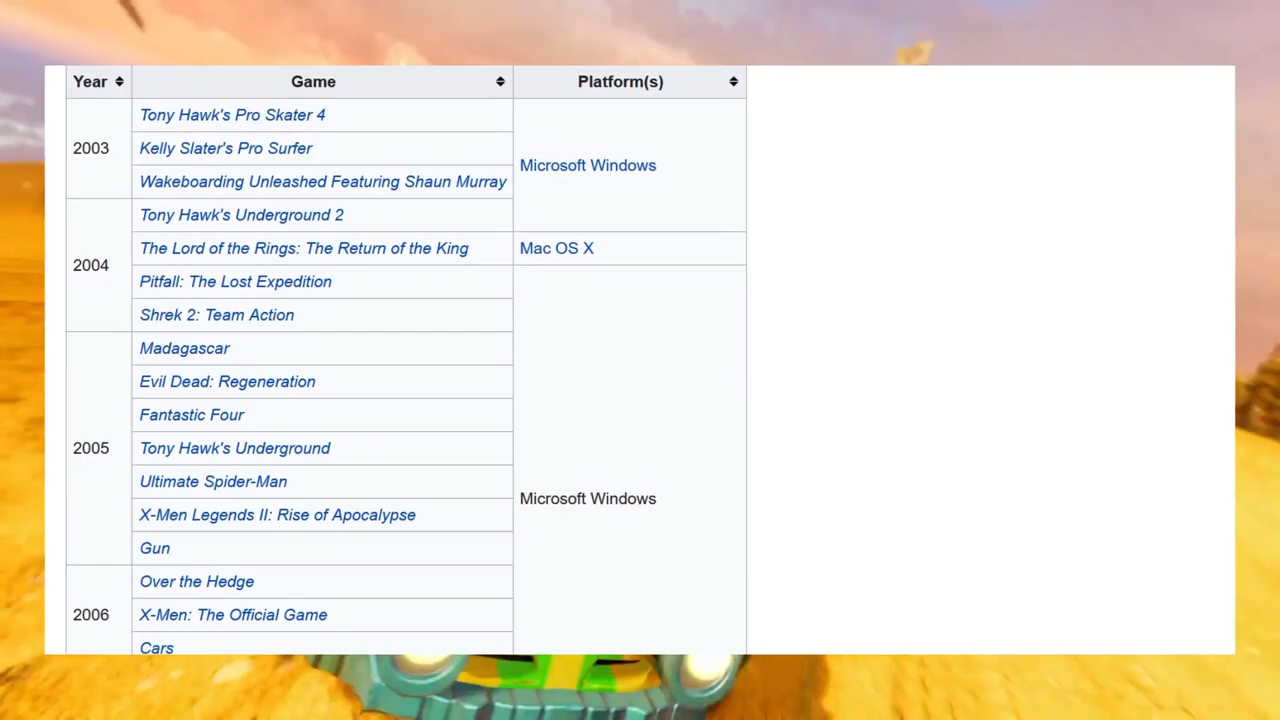 Year Game Platform(s)
Tony Hawk's Pro Skater 4
2003 Kelly Slater's Pro Surfer
Microsoft Windows
Wakeboarding Unleashed Featuring Shaun Murray
Tony Hawk's Underground 2
The Lord of the Rings: The Return of the King Mac OS X
2004
Pitfall: The Lost Expedition
Shrek 2: Team Action
Madagascar
Evil Dead: Regeneration
Fantastic Four
2005 Tony Hawk's Underground
Ultimate Spider-Man
Microsoft Windows
X-Men Legends II: Rise of Apocalypse
Gun
Over the Hedge
2006 X-Men: The Official Game
Cars